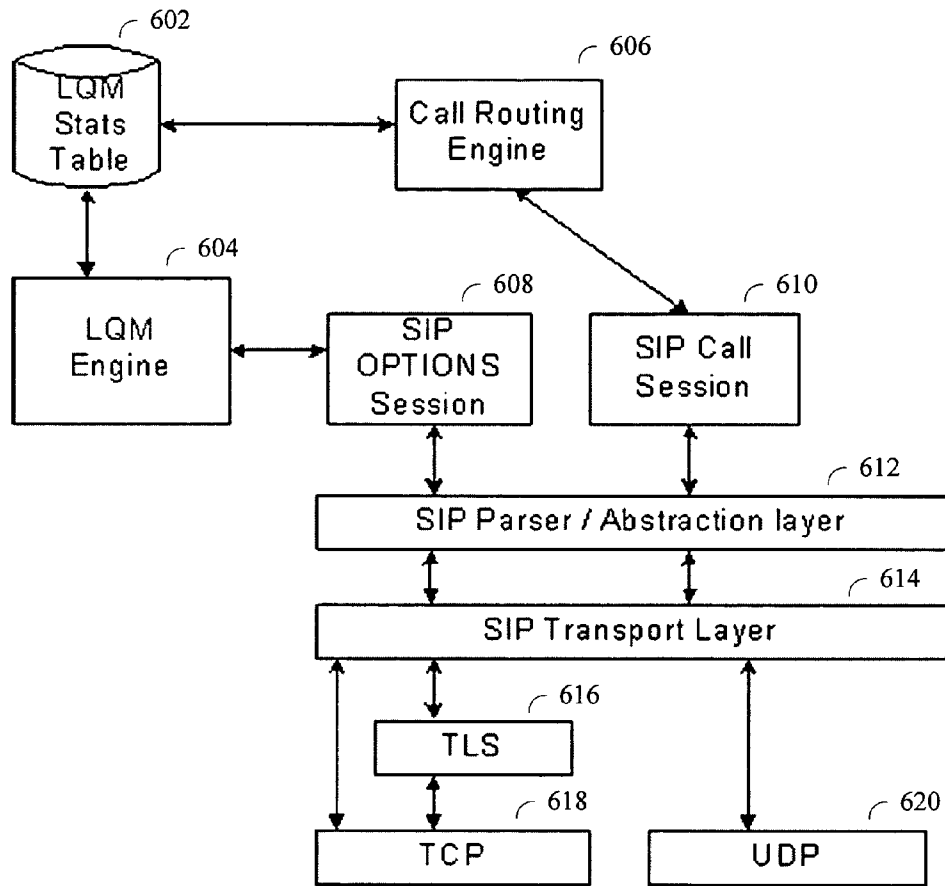 602
LQM
Stats
Table
606
Call Routing
Engine
604
LQM
Engine
608
SIP
OPTIONS
Session
610
SIP Call
Session
612
SIP Parser / Abstraction layer
614
SIP Transport Layer
616
TLS
618
TCP
620
UDP